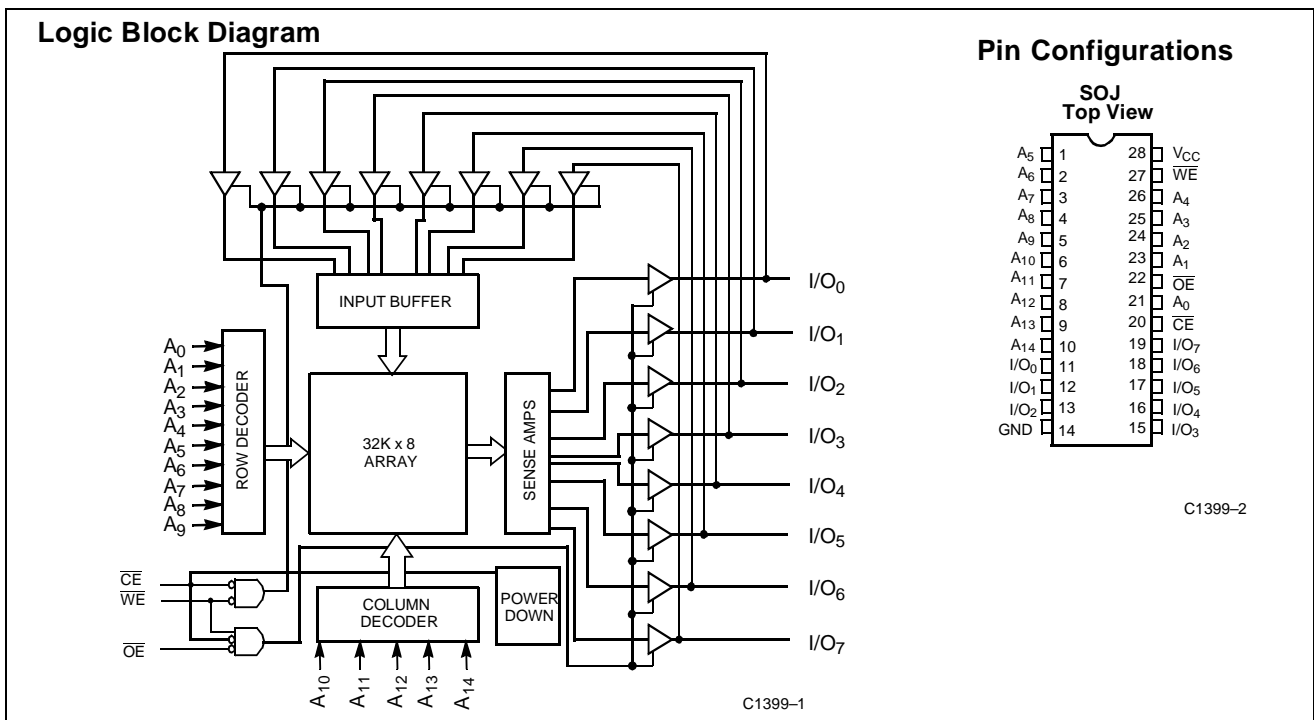 Logic Block Diagram
INPUT BUFFER
A0
A1
A2
A3
A4
A5
A6
A7
A8
A9
ROW DECODER
32K x 8
ARRAY
SENSE AMPS
I/O0
I/O1
I/O2
I/O3
I/O4
I/O5
I/O6
I/O7
CE
WE
OE
COLUMN
DECODER
POWER
DOWN
A10
A11
A12
A13
A14
C1399–1
Pin Configurations
SOJ
Top View
A5 1 28 VCC
A6 2 27 WE
A7 3 26 A4
A8 4 25 A3
A9 5 24 A2
A10 6 23 A1
A11 7 22 OE
A12 8 21 A0
A13 9 20 CE
A14 10 19 I/O7
I/O0 11 18 I/O6
I/O1 12 17 I/O5
I/O2 13 16 I/O4
GND 14 15 I/O3
C1399–2